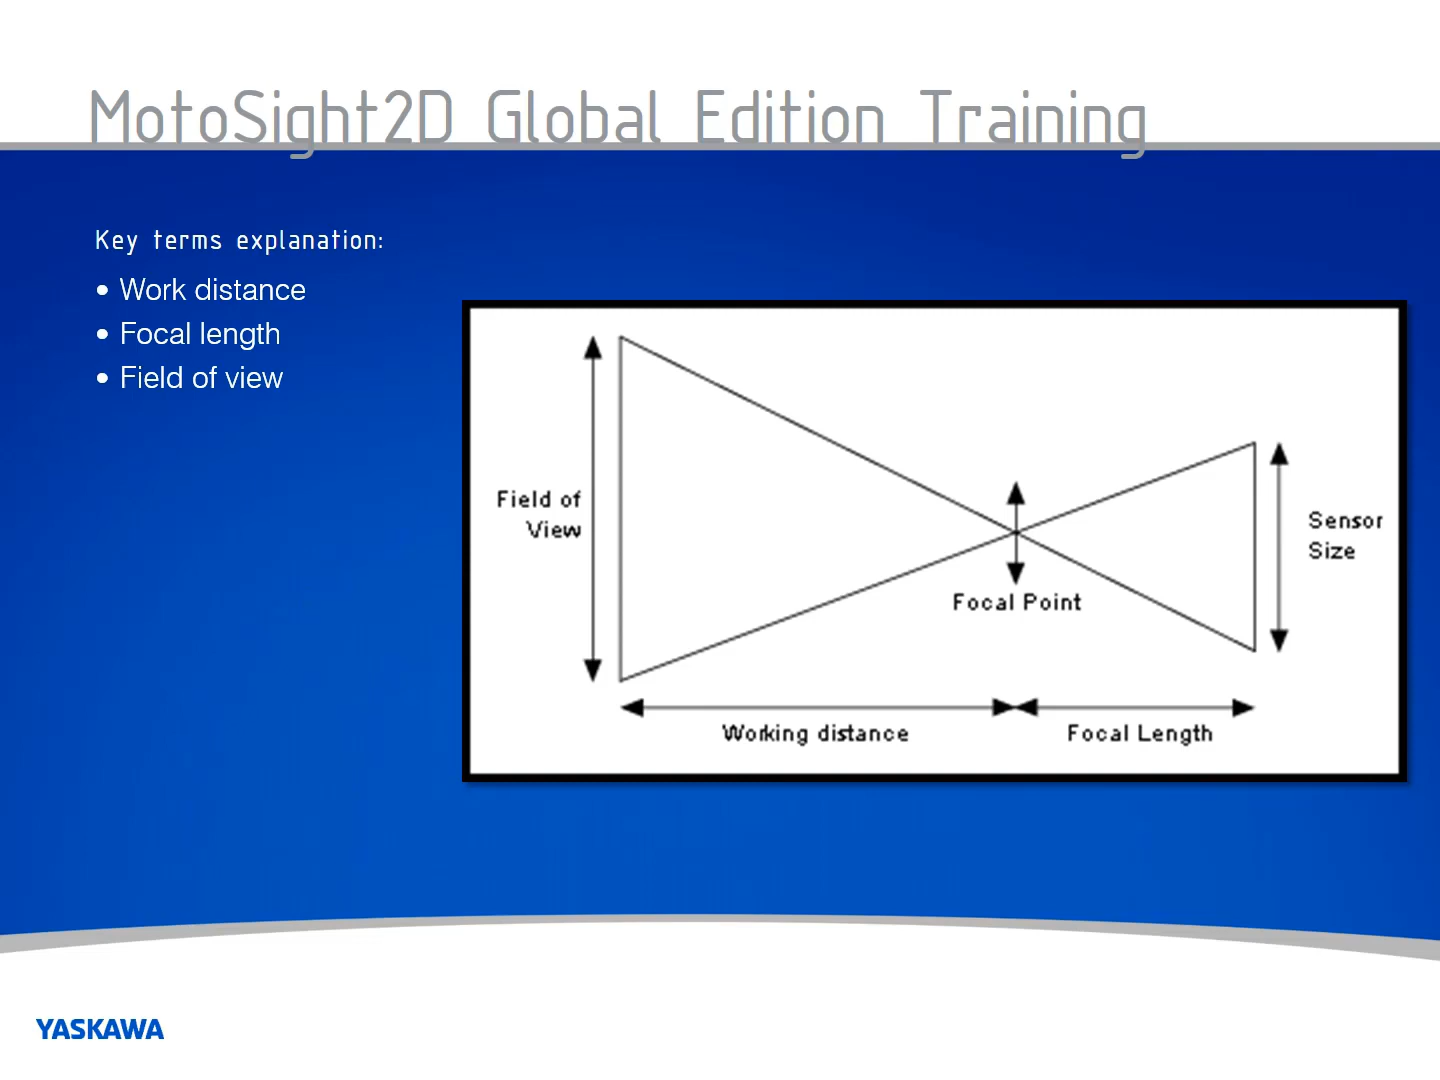 MotoSight2D Global Edition Training
Key terms explanation:
• Work distance
• Focal length
• Field of view
Field of
View
Focal Point
Sensor
Size
Working distance
Focal Length
YASKAWA